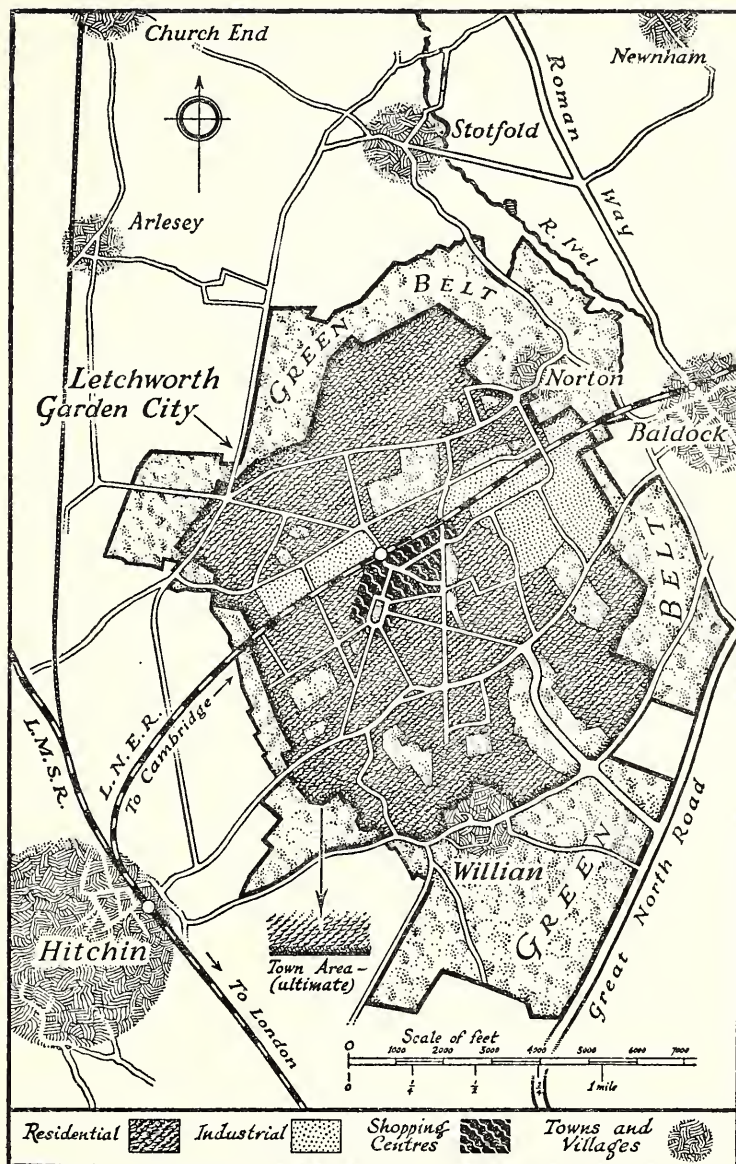 Church End
Newnham
Stotfold
Roman Way
Arlesey
R. Ivel
GREEN BELT
Letchworth
Garden City
Norton
Baldock
BELT
L.M.S.R.
L.N.E.R.
To Cambridge
Willian
GREEN
Great North Road
Hitchin
Town Area –
(ultimate)
To London
Scale of feet
0 1000 2000 3000 4000 5000 6000 7000
0 1/4 1/2 3/4 1 mile
Residential Industrial Shopping Centres Towns and Villages